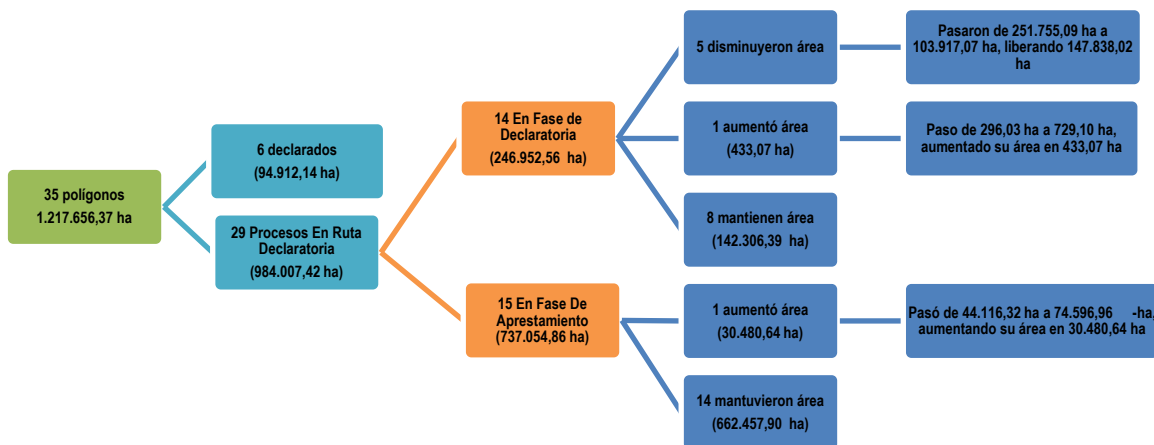 35 polígonos
1.217.656,37 ha
6 declarados
(94.912,14 ha)
29 Procesos En Ruta
Declaratoria
(984.007,42 ha)
14 En Fase de
Declaratoria
(246.952,56 ha)
15 En Fase De
Aprestamiento
(737.054,86 ha)
5 disminuyeron área
1 aumentó área
(433,07 ha)
8 mantienen área
(142.306,39 ha)
1 aumentó área
(30.480,64 ha)
14 mantuvieron área
(662.457,90 ha)
Pasaron de 251.755,09 ha a
103.917,07 ha, liberando 147.838,02
ha
Paso de 296,03 ha a 729,10 ha,
aumentado su área en 433,07 ha
Pasó de 44.116,32 ha a 74.596,96 -ha,
aumentando su área en 30.480,64 ha